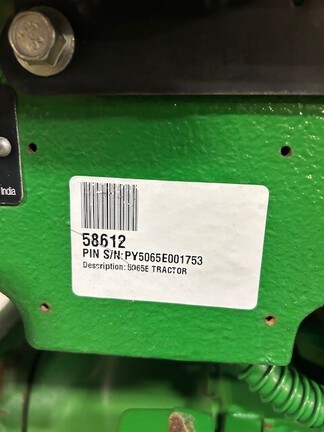 India
58612
PIN S/N:PY5065E001753
Description: 5065E TRACTOR